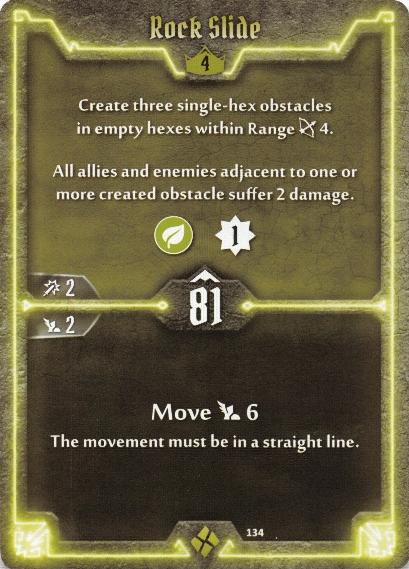 Rock Slide
4
Create three single-hex obstacles
in empty hexes within Range 4.
All allies and enemies adjacent to one or
more created obstacle suffer 2 damage.
1
2
81
2
Move 6
The movement must be in a straight line.
134